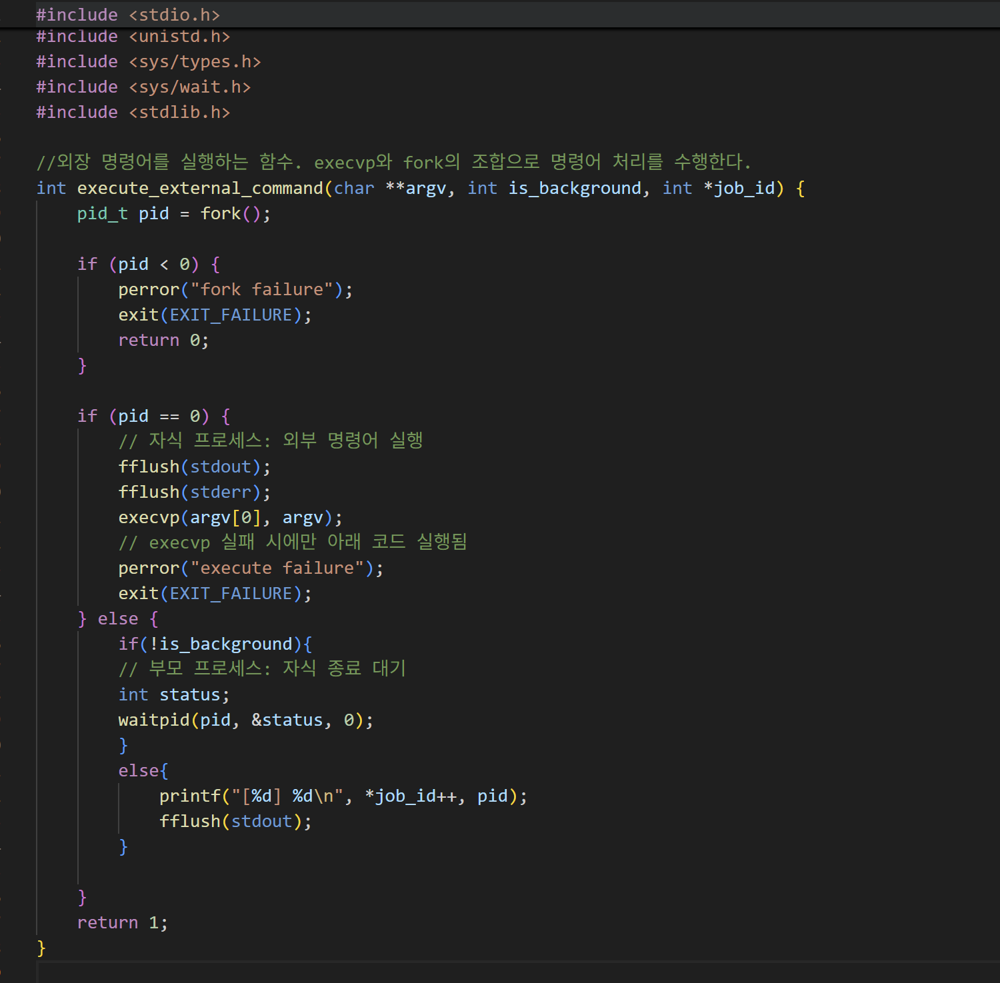 #include <stdio.h>
#include <unistd.h>
#include <sys/types.h>
#include <sys/wait.h>
#include <stdlib.h>
//외장 명령어를 실행하는 함수. execvp와 fork의 조합으로 명령어 처리를 수행한다.
int execute_external_command(char **argv, int is_background, int *job_id) {
    pid_t pid = fork();
    if (pid < 0) {
        perror("fork failure");
        exit(EXIT_FAILURE);
        return 0;
    }
    if (pid == 0) {
        // 자식 프로세스: 외부 명령어 실행
        fflush(stdout);
        fflush(stderr);
        execvp(argv[0], argv);
        // execvp 실패 시에만 아래 코드 실행됨
        perror("execute failure");
        exit(EXIT_FAILURE);
    } else {
        if(!is_background){
        // 부모 프로세스: 자식 종료 대기
        int status;
        waitpid(pid, &status, 0);
        }
        else{
            printf("[%d] %d\n", *job_id++, pid);
            fflush(stdout);
        }
    }
    return 1;
}